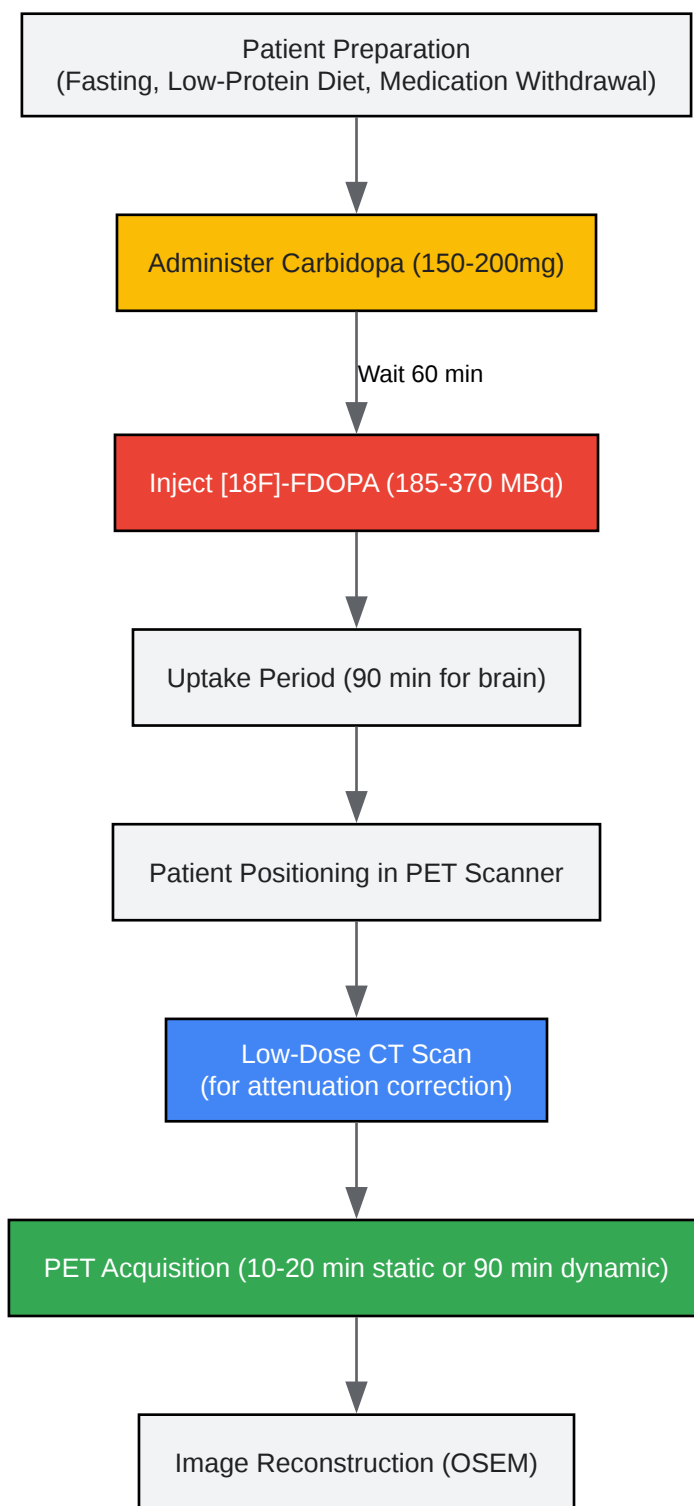 Patient Preparation
(Fasting, Low-Protein Diet, Medication Withdrawal)
Administer Carbidopa (150-200mg)
Wait 60 min
Inject [18F]-FDOPA (185-370 MBq)
Uptake Period (90 min for brain)
Patient Positioning in PET Scanner
Low-Dose CT Scan
(for attenuation correction)
PET Acquisition (10-20 min static or 90 min dynamic)
Image Reconstruction (OSEM)